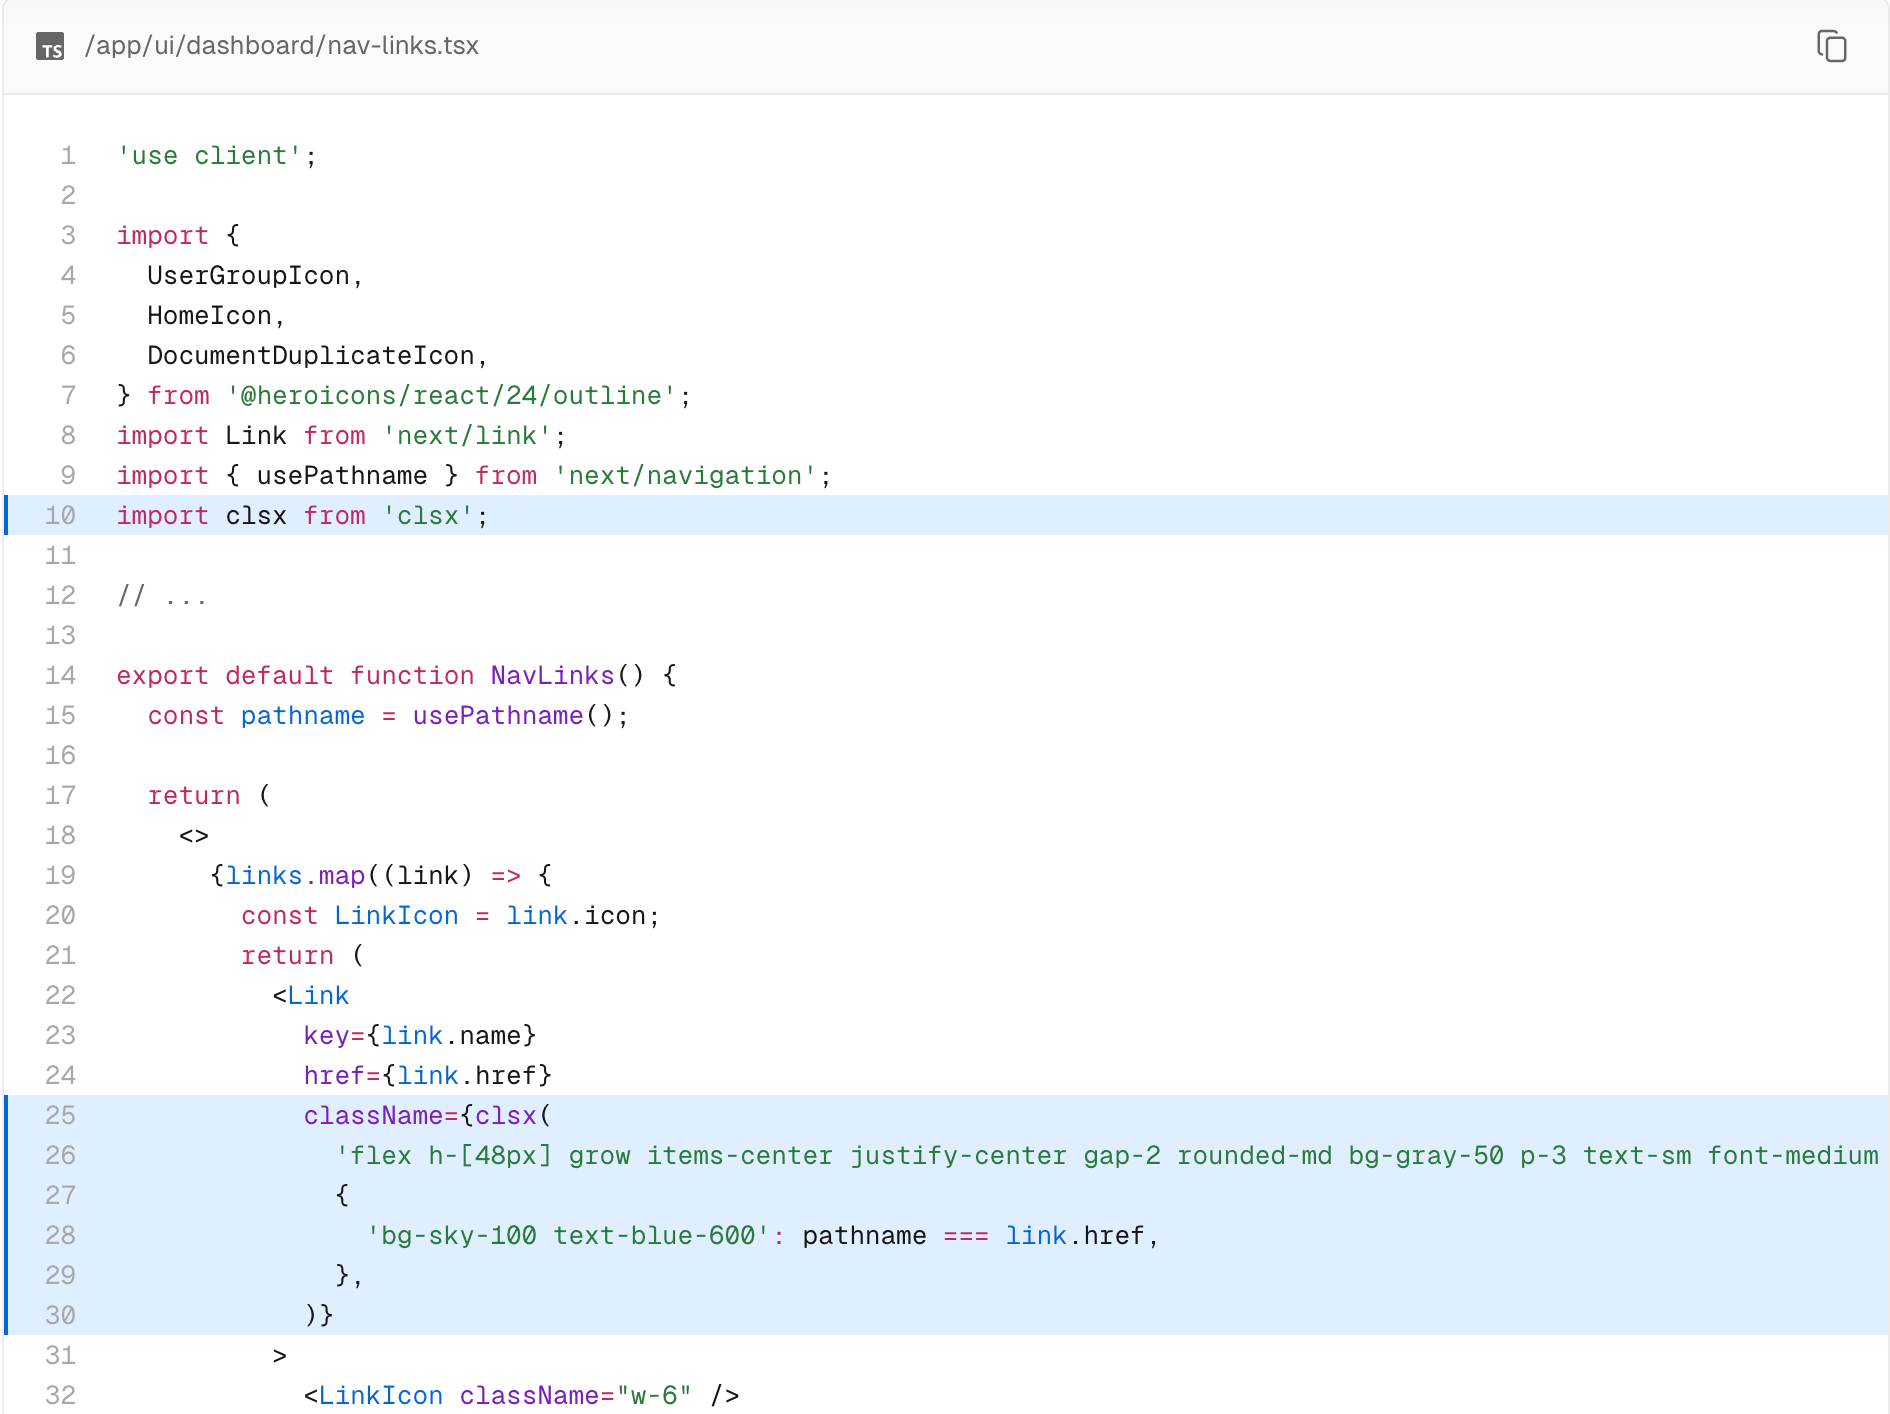 TS /app/ui/dashboard/nav-links.tsx
1 'use client';
2
3 import {
4   UserGroupIcon,
5   HomeIcon,
6   DocumentDuplicateIcon,
7 } from '@heroicons/react/24/outline';
8 import Link from 'next/link';
9 import { usePathname } from 'next/navigation';
10 import clsx from 'clsx';
11
12 // ...
13
14 export default function NavLinks() {
15   const pathname = usePathname();
16
17   return (
18     <>
19       {links.map((link) => {
20         const LinkIcon = link.icon;
21         return (
22           <Link
23             key={link.name}
24             href={link.href}
25             className={clsx(
26               'flex h-[48px] grow items-center justify-center gap-2 rounded-md bg-gray-50 p-3 text-sm font-medium
27               {
28                 'bg-sky-100 text-blue-600': pathname === link.href,
29               },
30             )}
31           >
32             <LinkIcon className="w-6" />